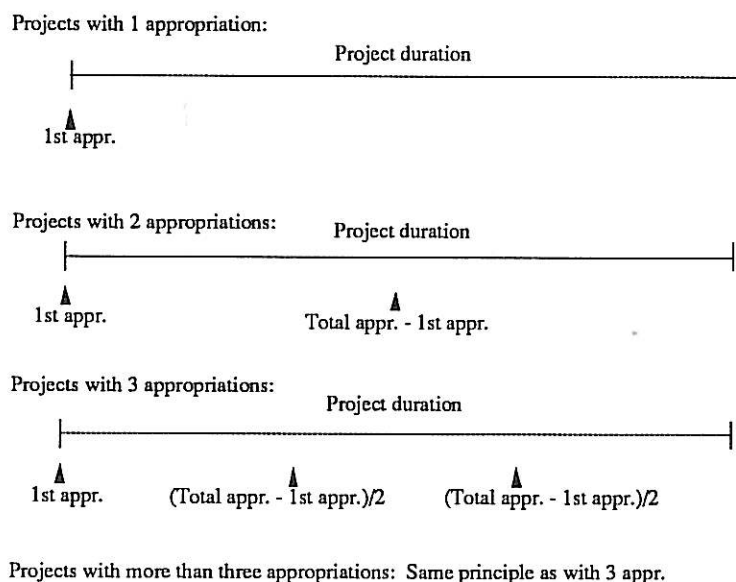 Projects with 1 appropriation:
Project duration
1st appr.
Projects with 2 appropriations:
Project duration
1st appr.
Total appr. - 1st appr.
Projects with 3 appropriations:
Project duration
1st appr.
(Total appr. - 1st appr.)/2
(Total appr. - 1st appr.)/2
Projects with more than three appropriations: Same principle as with 3 appr.